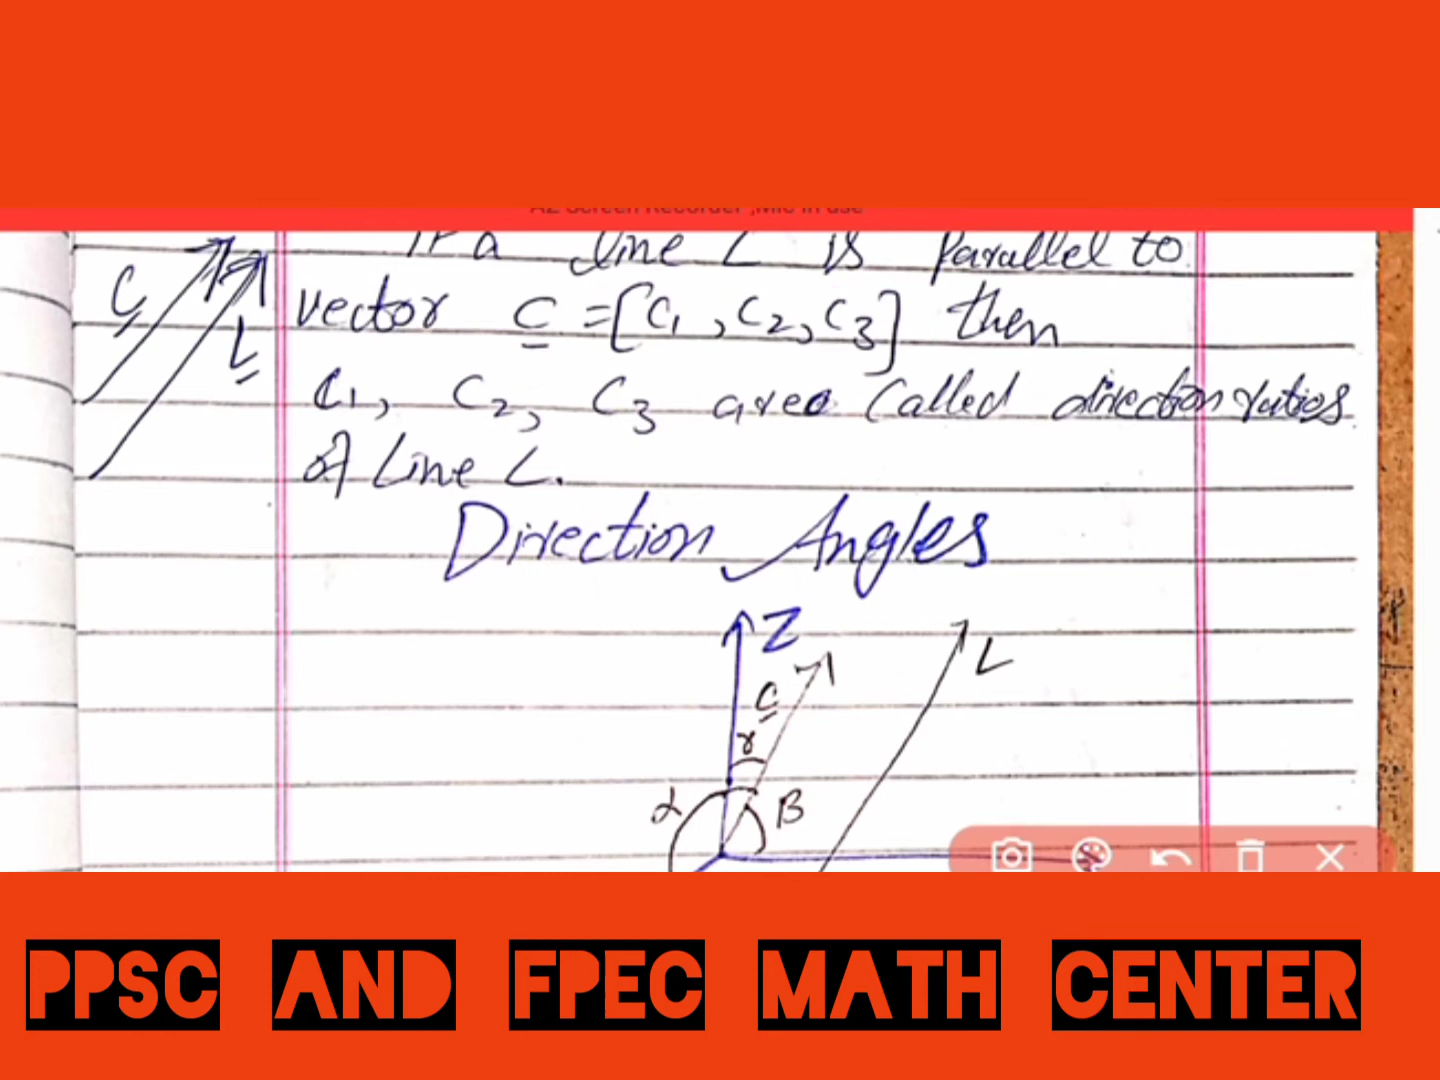 If a line L is Parallel to
C
vector C = [C1, C2, C3] then
L
C1, C2, C3 are called direction ratios
of Line L.
Direction Angles
Z
L
C
γ
α
β
PPSC AND FPEC MATH CENTER